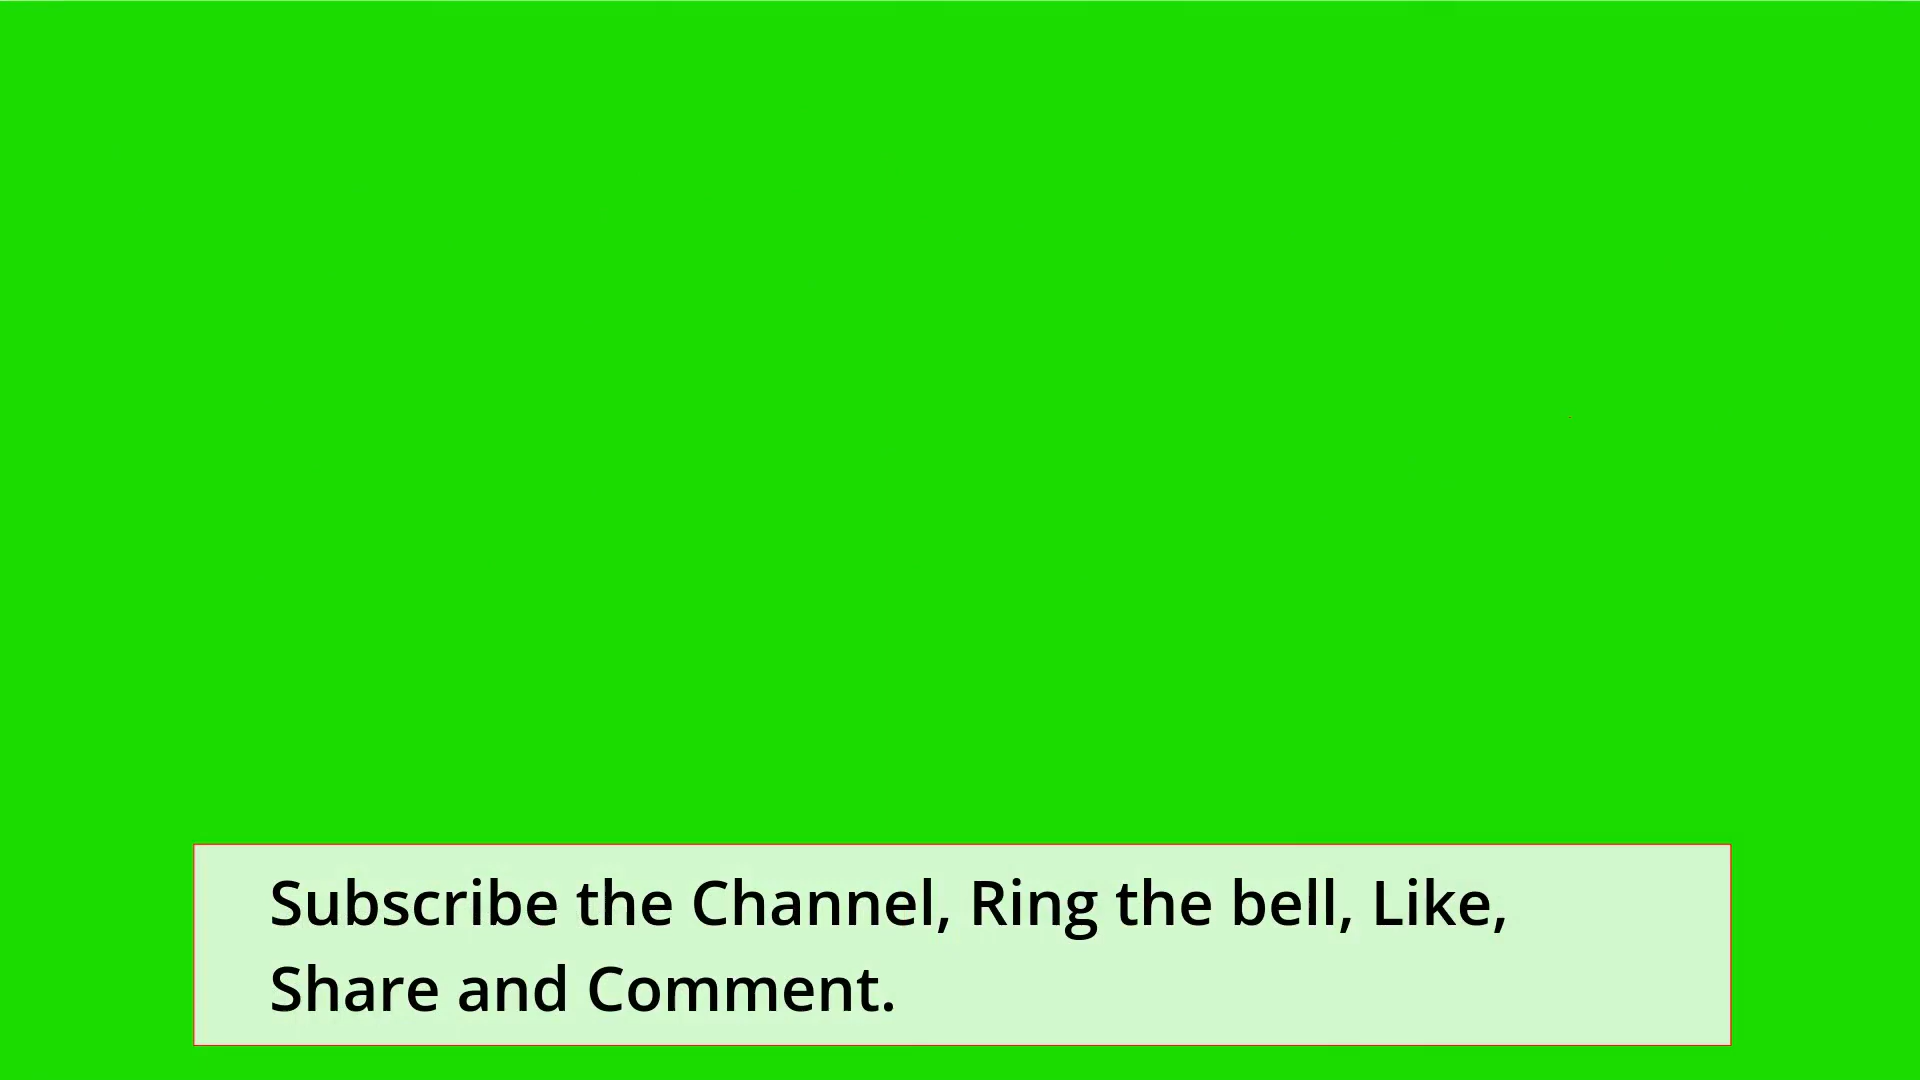 Subscribe the Channel, Ring the bell, Like,
Share and Comment.